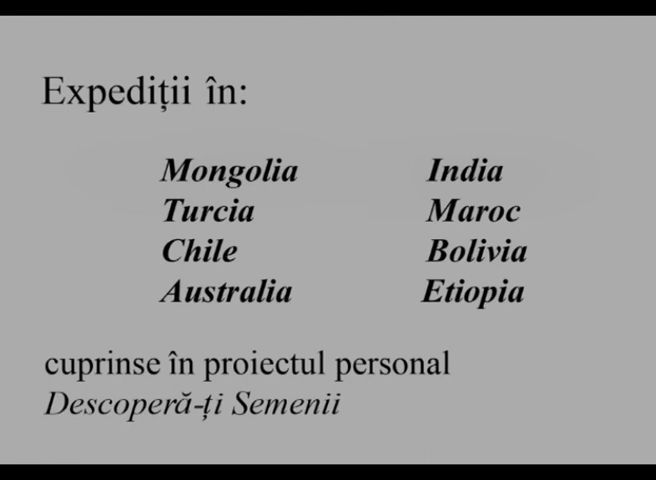 Expediții în:
Mongolia India
Turcia Maroc
Chile Bolivia
Australia Etiopia
cuprinse în proiectul personal
Descoperă-ți Semenii